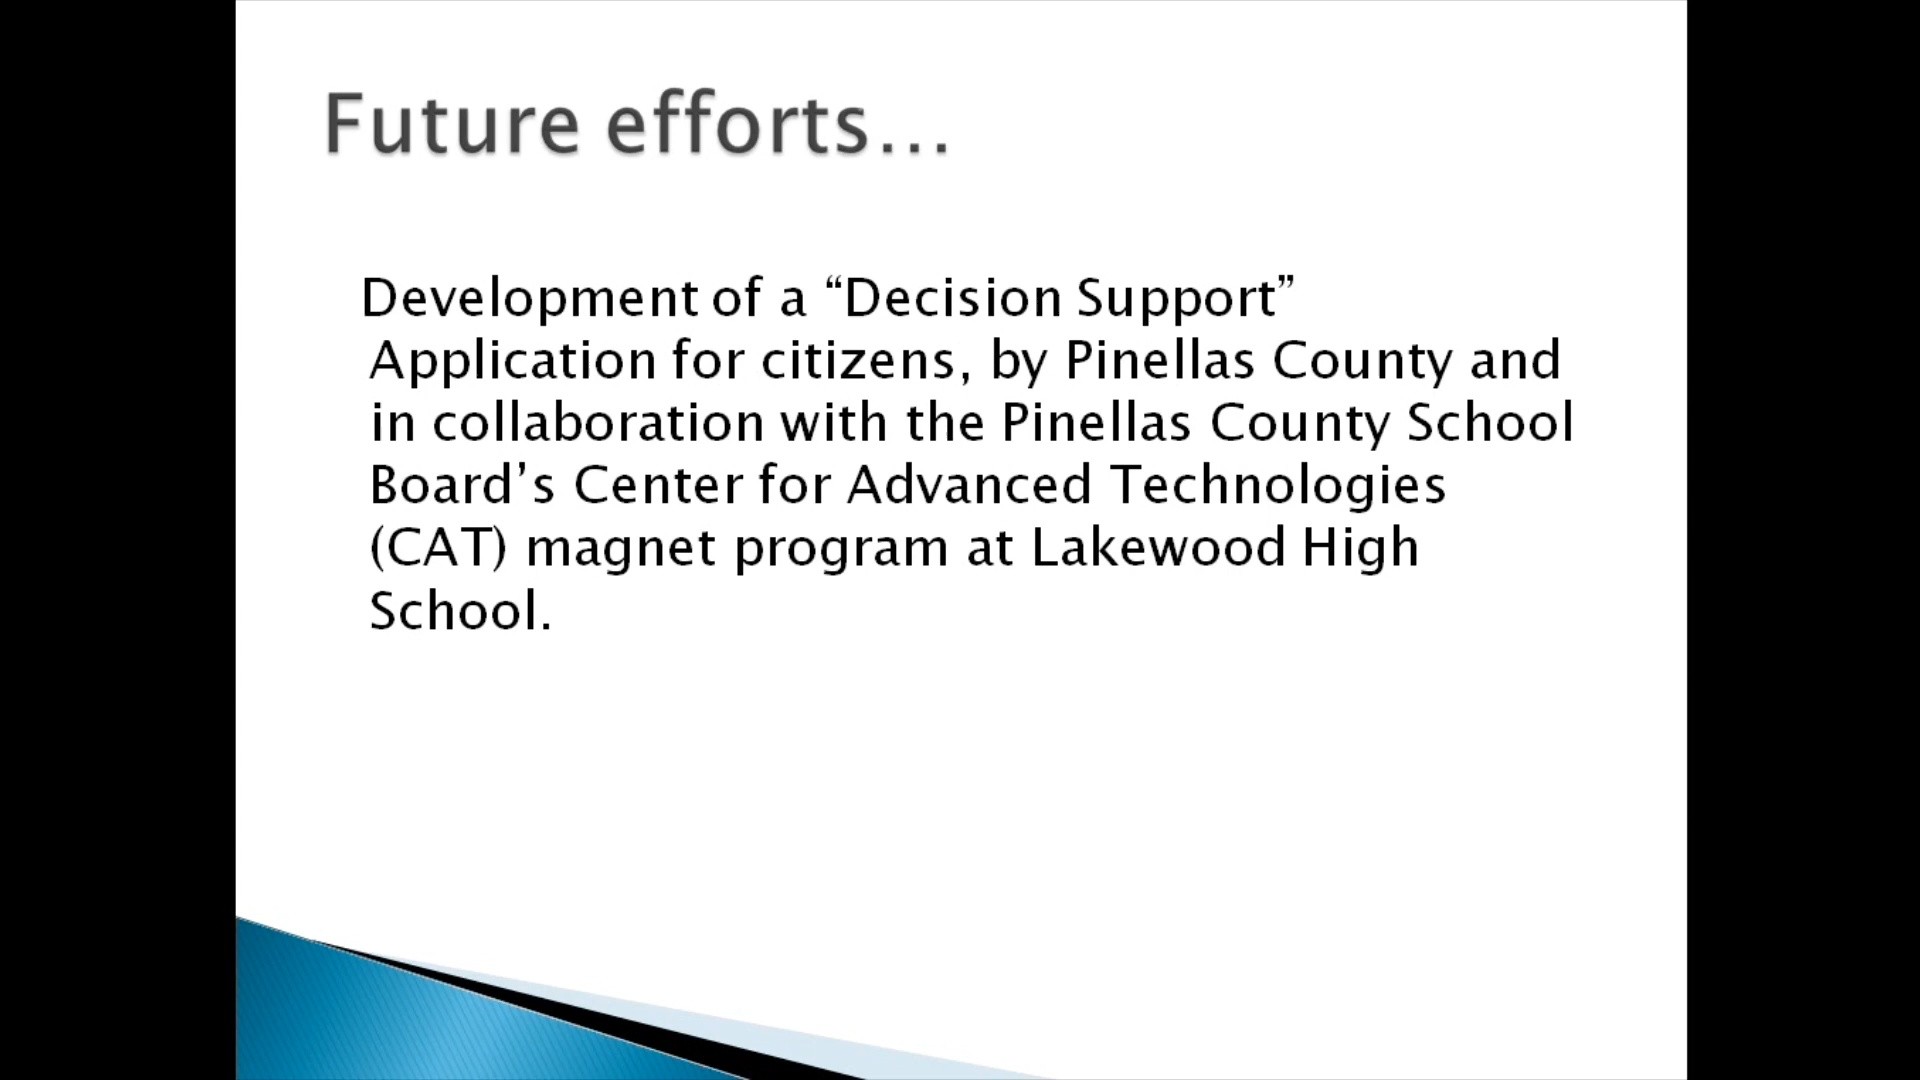 Future efforts...
Development of a “Decision Support”
Application for citizens, by Pinellas County and
in collaboration with the Pinellas County School
Board’s Center for Advanced Technologies
(CAT) magnet program at Lakewood High
School.